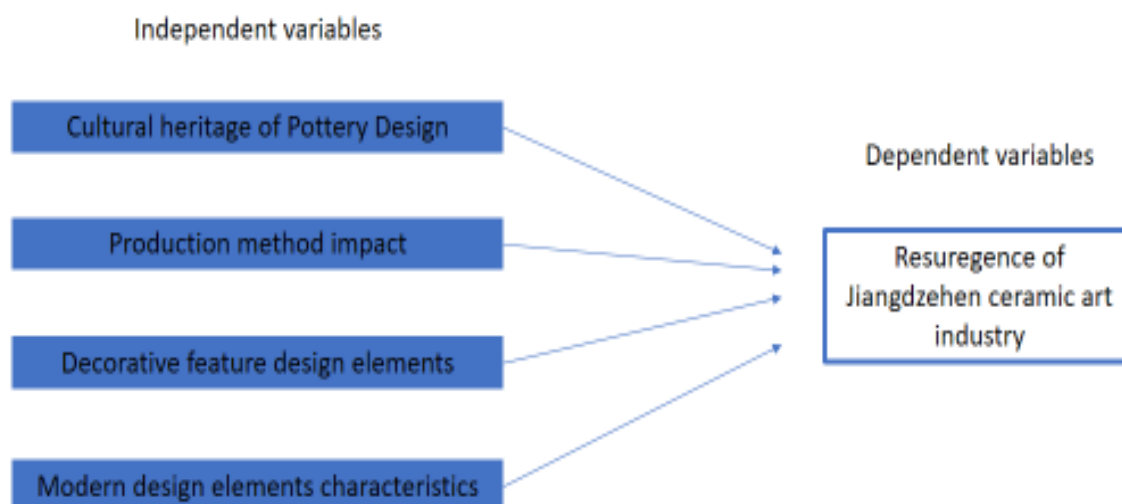 Independent variables
Cultural heritage of Pottery Design
Production method impact
Decorative feature design elements
Modern design elements characteristics
Dependent variables
Resuregence of
Jiangdzehen ceramic art
industry